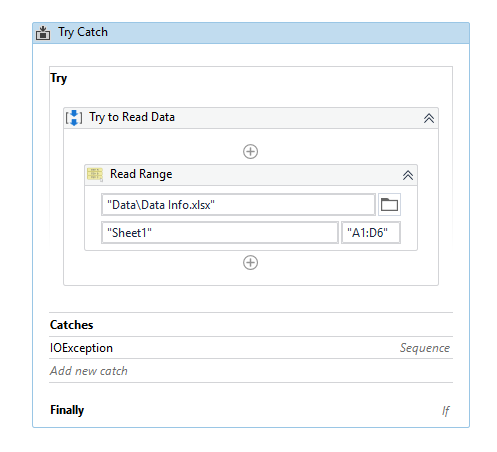 Try Catch
Try
Try to Read Data
Read Range
"Data\Data Info.xlsx"
"Sheet1" "A1:D6"
Catches
IOException Sequence
Add new catch
Finally If